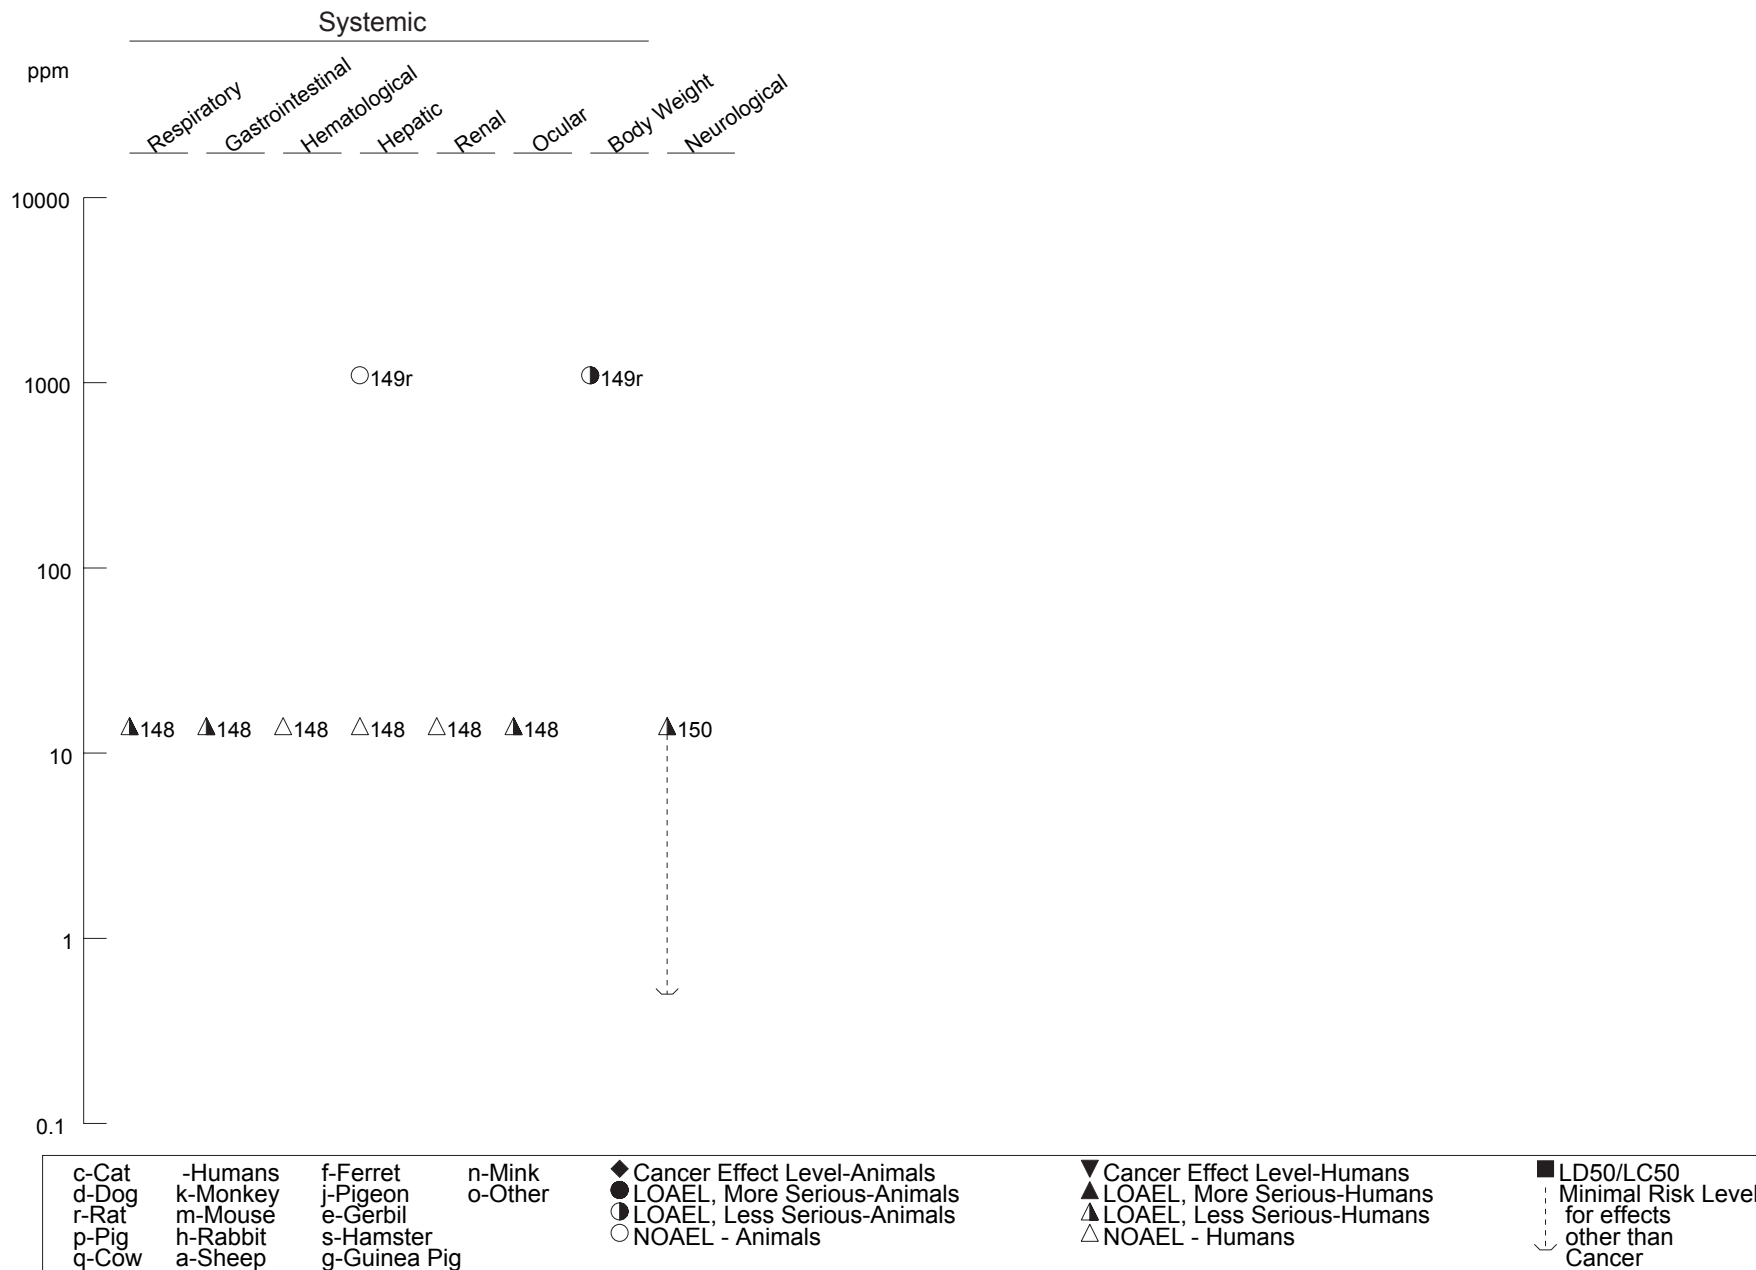 Systemic
ppm
Respiratory
Gastrointestinal
Hematological
Hepatic
Renal
Ocular
Body Weight
Neurological
10000
1000
149r
149r
100
148
148
148
148
148
148
150
10
1
0.1
c-Cat -Humans f-Ferret n-Mink Cancer Effect Level-Animals Cancer Effect Level-Humans LD50/LC50
d-Dog k-Monkey j-Pigeon o-Other LOAEL, More Serious-Animals LOAEL, More Serious-Humans Minimal Risk Level
r-Rat m-Mouse e-Gerbil LOAEL, Less Serious-Animals LOAEL, Less Serious-Humans for effects
p-Pig h-Rabbit s-Hamster NOAEL - Animals NOAEL - Humans other than
q-Cow a-Sheep g-Guinea Pig Cancer